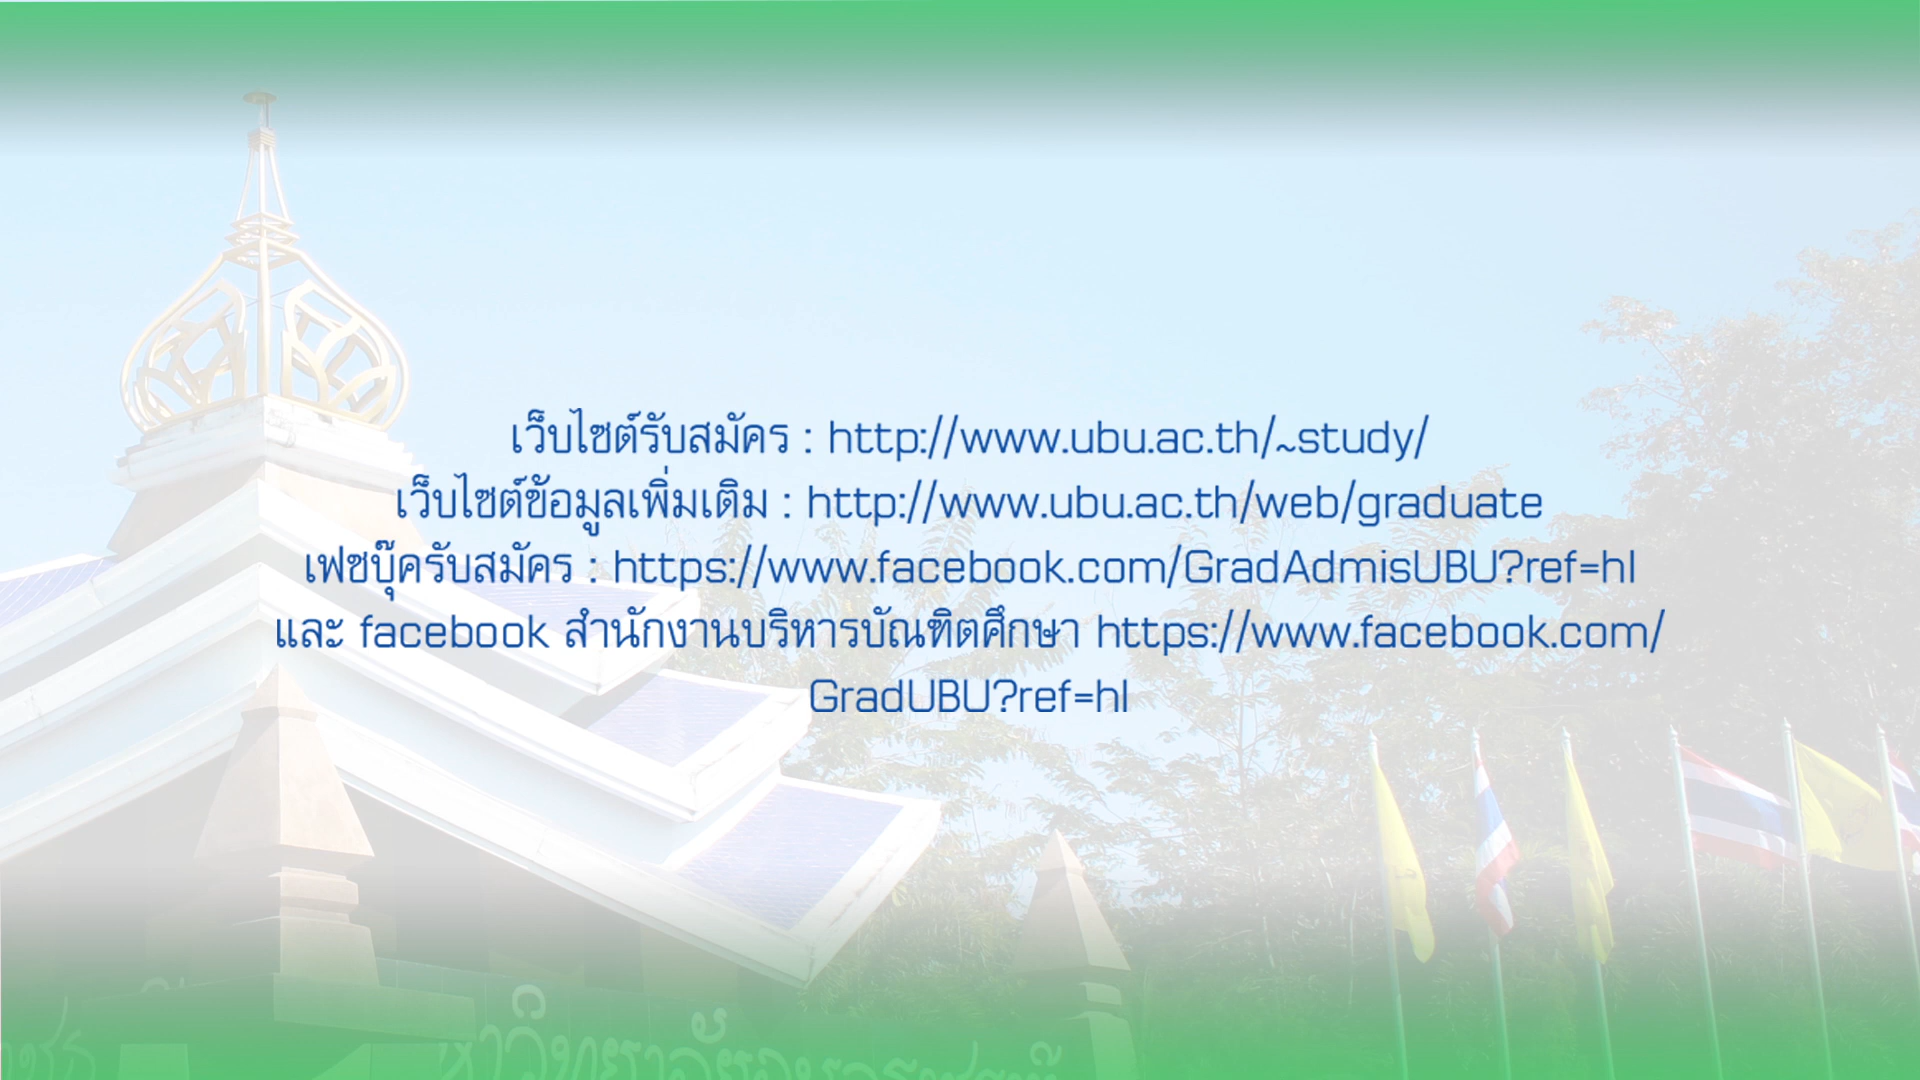 เว็บไซต์รับสมัคร : http://www.ubu.ac.th/~study/
เว็บไซต์ข้อมูลเพิ่มเติม : http://www.ubu.ac.th/web/graduate
เฟซบุ๊ครับสมัคร : https://www.facebook.com/GradAdmisUBU?ref=hl
และ facebook สำนักงานบริหารบัณฑิตศึกษา https://www.facebook.com/
GradUBU?ref=hl